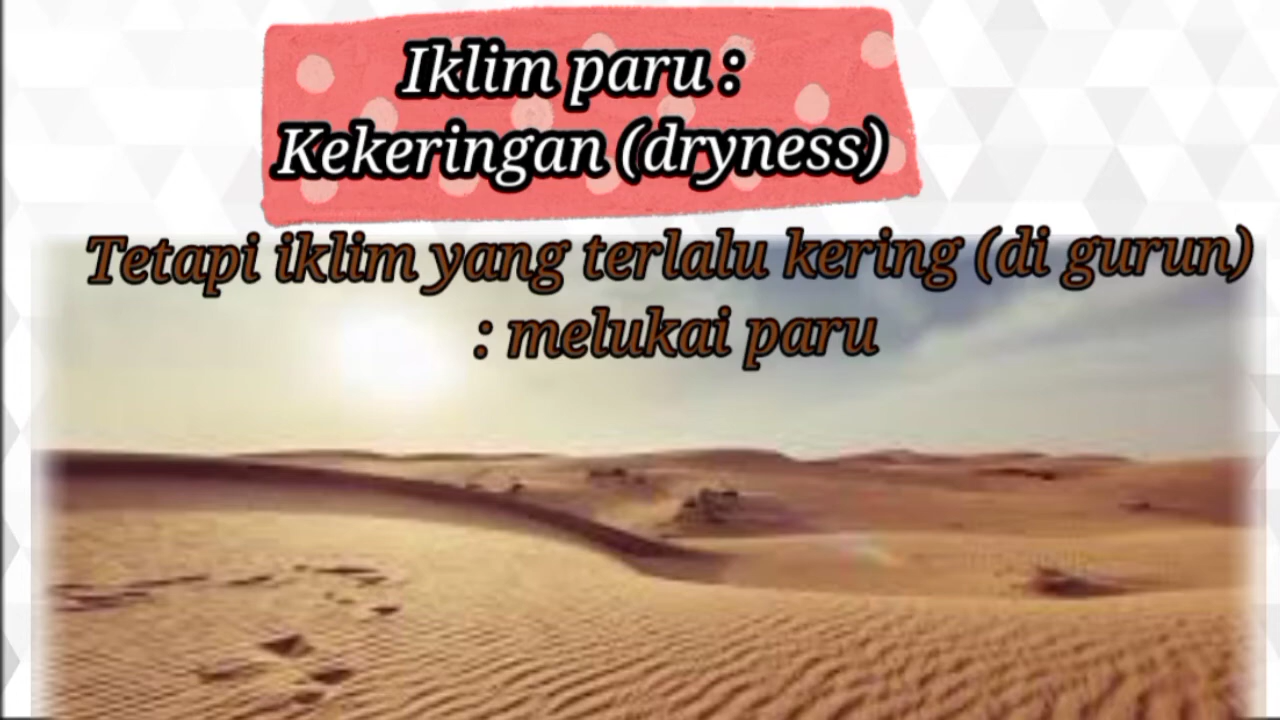 Iklim paru :
Kekeringan (dryness)
Tetapi iklim yang terlalu kering (di gurun)
: melukai paru